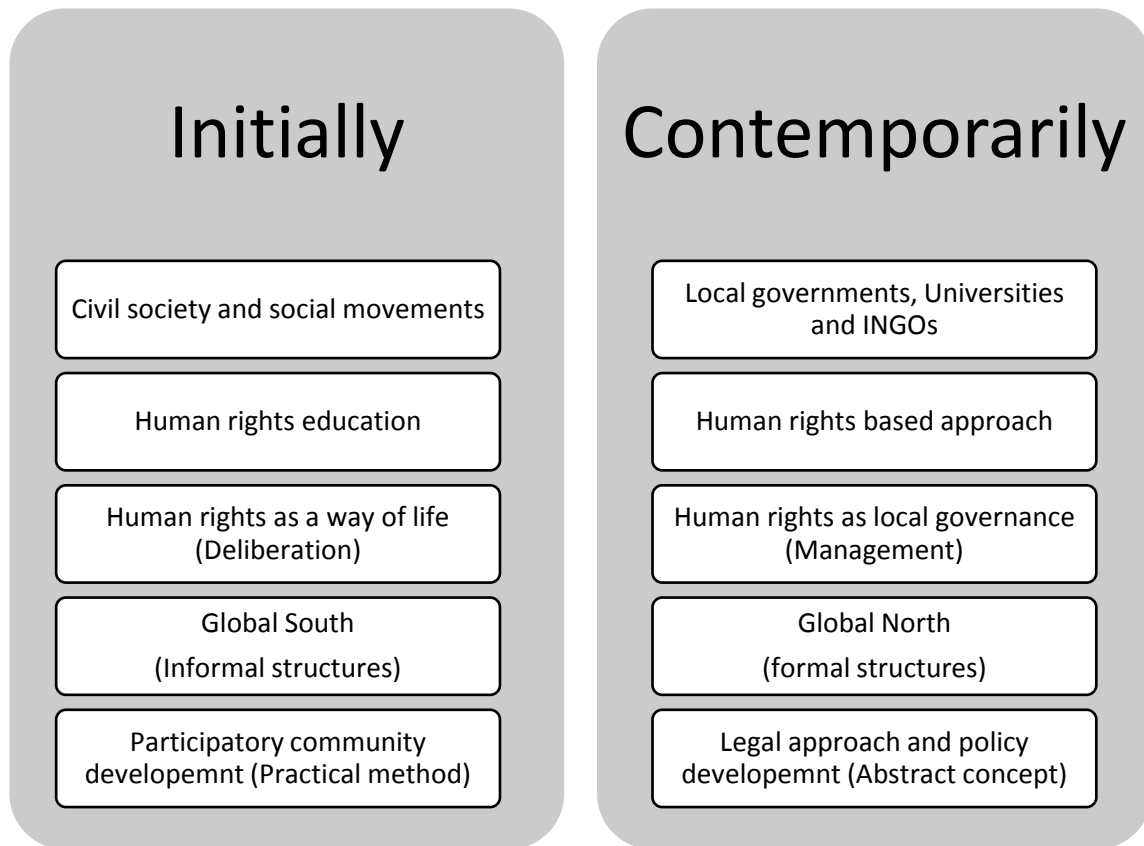 Initially
Civil society and social movements
Human rights education
Human rights as a way of life
(Deliberation)
Global South
(Informal structures)
Participatory community
developemnt (Practical method)
Contemporarily
Local governments, Universities
and INGOs
Human rights based approach
Human rights as local governance
(Management)
Global North
(formal structures)
Legal approach and policy
developemnt (Abstract concept)